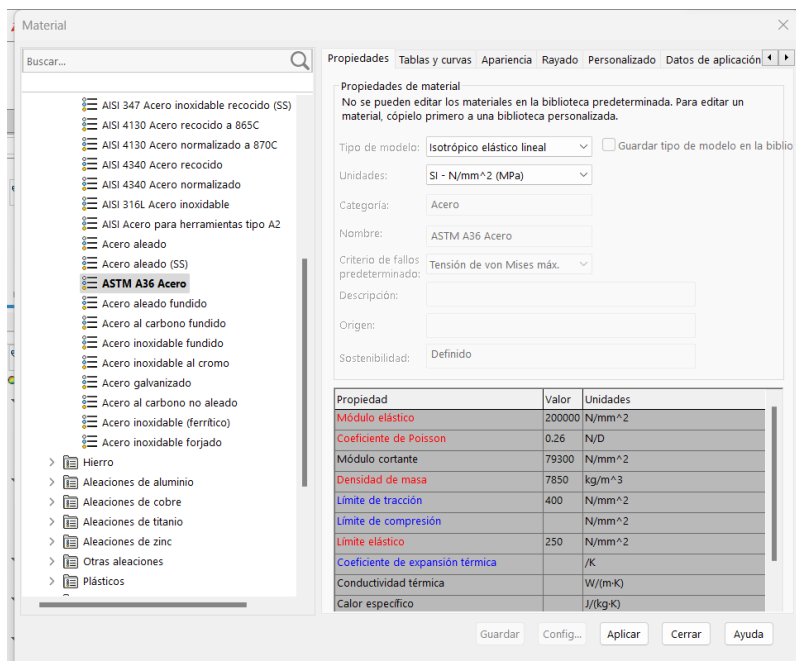 Material
Buscar...
AISI 347 Acero inoxidable recocido (SS)
AISI 4130 Acero recocido a 865C
AISI 4130 Acero normalizado a 870C
AISI 4340 Acero recocido
AISI 4340 Acero normalizado
AISI 316L Acero inoxidable
AISI Acero para herramientas tipo A2
Acero aleado
Acero aleado (SS)
ASTM A36 Acero
Acero aleado fundido
Acero al carbono fundido
Acero inoxidable fundido
Acero inoxidable al cromo
Acero galvanizado
Acero al carbono no aleado
Acero inoxidable (ferrítico)
Acero inoxidable forjado
Hierro
Aleaciones de aluminio
Aleaciones de cobre
Aleaciones de titanio
Aleaciones de zinc
Otras aleaciones
Plásticos
Propiedades Tablas y curvas Apariencia Rayado Personalizado Datos de aplicación
Propiedades de material
No se pueden editar los materiales en la biblioteca predeterminada. Para editar un
material, cópielo primero a una biblioteca personalizada.
Tipo de modelo: Isotrópico elástico lineal Guardar tipo de modelo en la biblio
Unidades: SI - N/mm^2 (MPa)
Categoría: Acero
Nombre: ASTM A36 Acero
Criterio de fallos
predeterminado: Tensión de von Mises máx.
Descripción:
Origen:
Sostenibilidad: Definido
Propiedad Valor Unidades
Módulo elástico 200000 N/mm^2
Coeficiente de Poisson 0.26 N/D
Módulo cortante 79300 N/mm^2
Densidad de masa 7850 kg/m^3
Límite de tracción 400 N/mm^2
Límite de compresión N/mm^2
Límite elástico 250 N/mm^2
Coeficiente de expansión térmica /K
Conductividad térmica W/(m·K)
Calor específico J/(kg·K)
Guardar Config... Aplicar Cerrar Ayuda